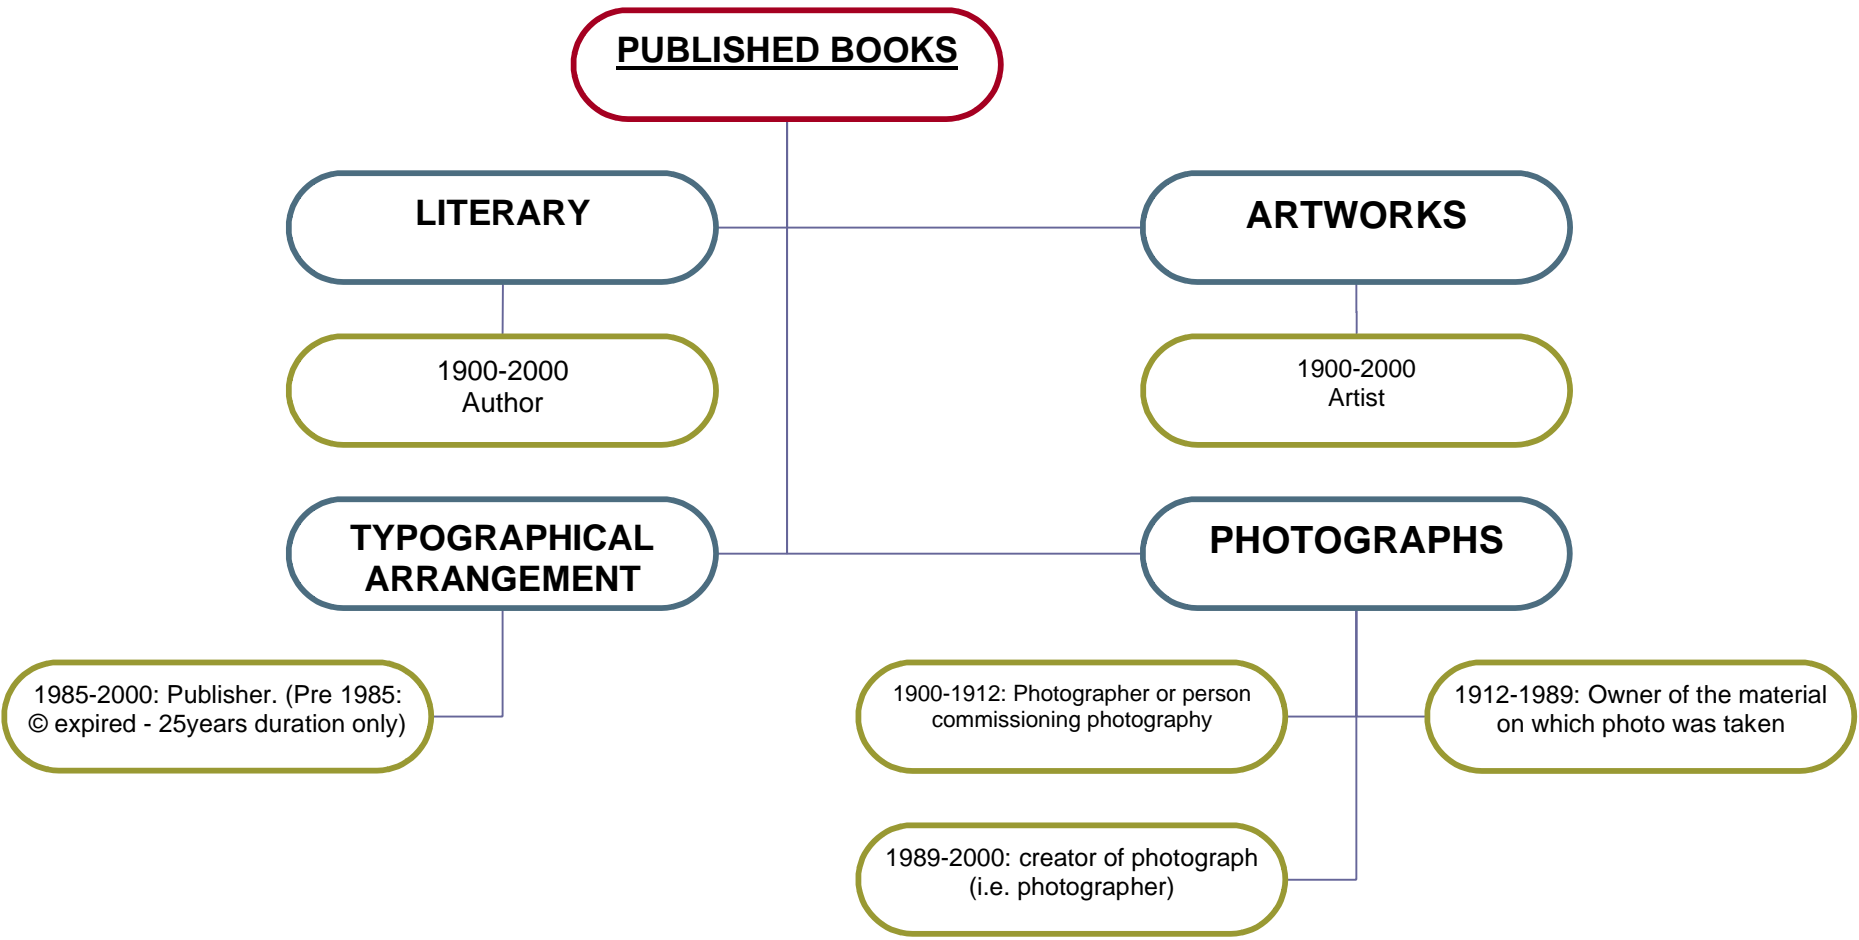 PUBLISHED BOOKS
LITERARY
ARTWORKS
1900-2000
Author
1900-2000
Artist
TYPOGRAPHICAL
ARRANGEMENT
PHOTOGRAPHS
1985-2000: Publisher. (Pre 1985:
© expired - 25years duration only)
1900-1912: Photographer or person
commissioning photography
1912-1989: Owner of the material
on which photo was taken
1989-2000: creator of photograph
(i.e. photographer)